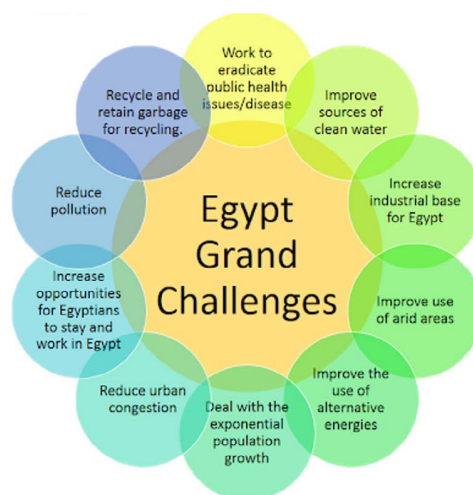 Egypt
Grand
Challenges
Work to
eradicate
public health
issues/disease
Improve
sources of
clean water
Increase
industrial base
for Egypt
Improve use
of arid areas
Improve the
use of
alternative
energies
Deal with the
exponential
population
growth
Reduce urban
congestion
Increase
opportunities
for Egyptians
to stay and
work in Egypt
Reduce
pollution
Recycle and
retain garbage
for recycling.